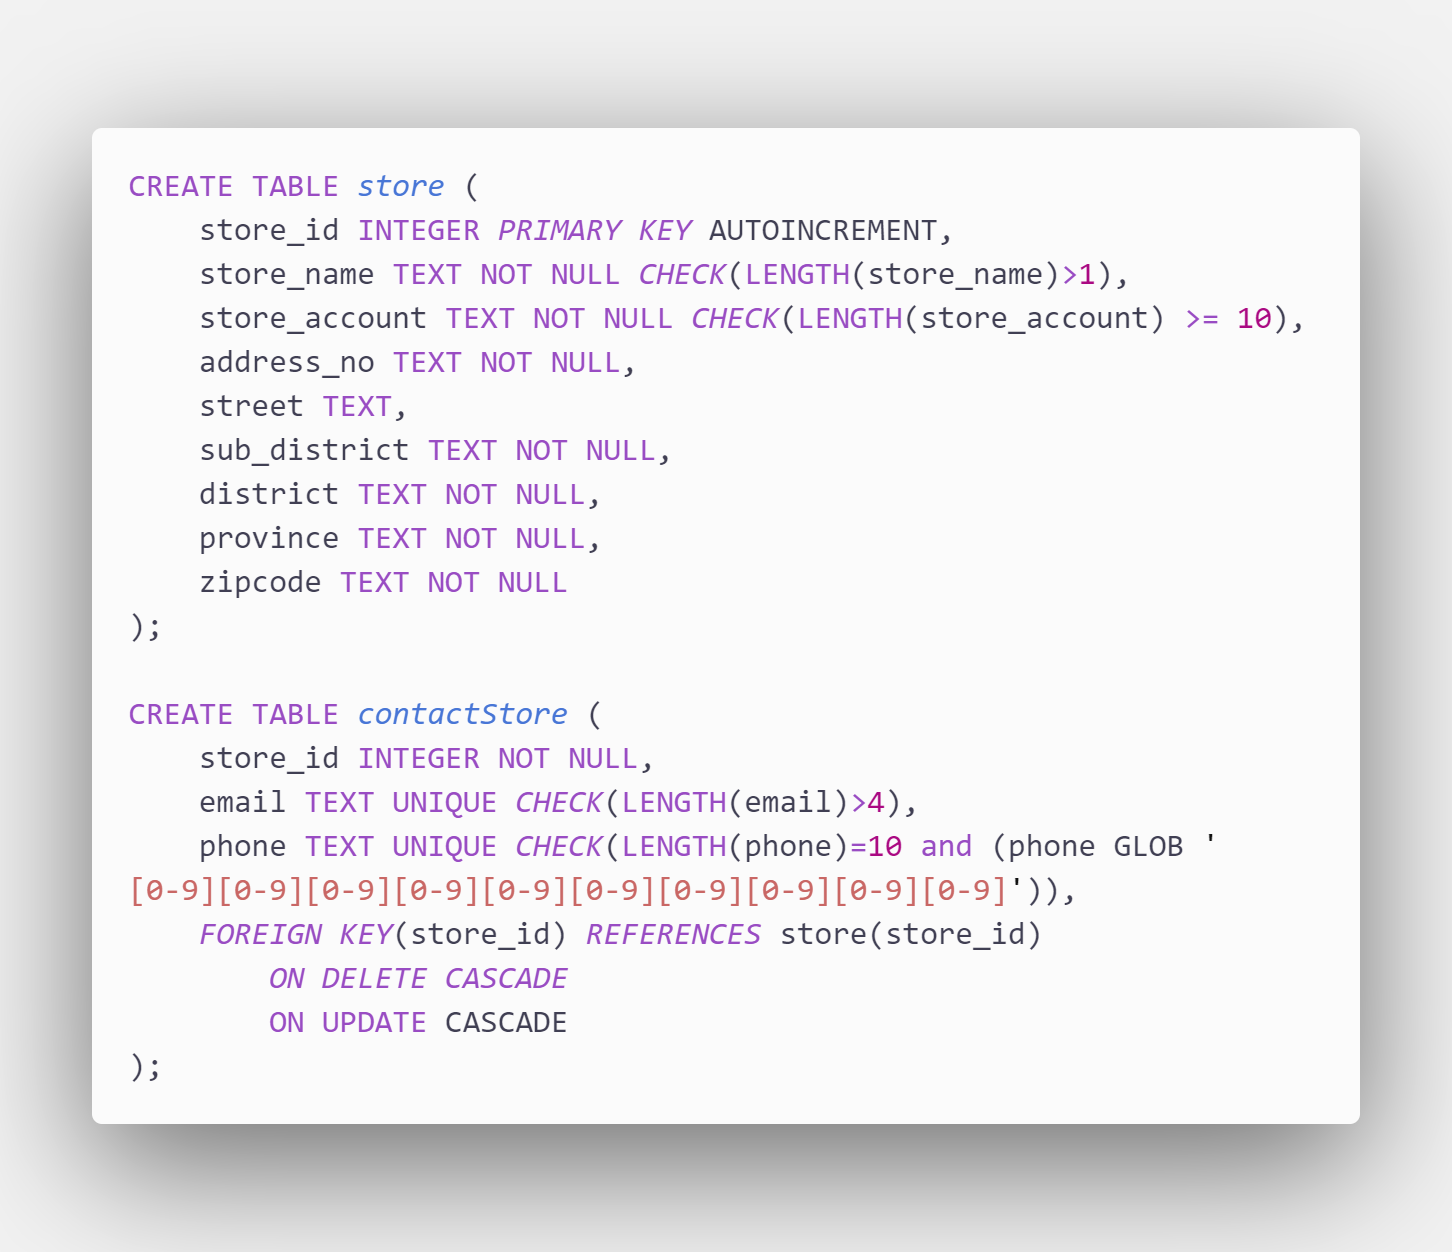 CREATE TABLE store (
    store_id INTEGER PRIMARY KEY AUTOINCREMENT,
    store_name TEXT NOT NULL CHECK(LENGTH(store_name)>1),
    store_account TEXT NOT NULL CHECK(LENGTH(store_account) >= 10),
    address_no TEXT NOT NULL,
    street TEXT,
    sub_district TEXT NOT NULL,
    district TEXT NOT NULL,
    province TEXT NOT NULL,
    zipcode TEXT NOT NULL
);

CREATE TABLE contactStore (
    store_id INTEGER NOT NULL,
    email TEXT UNIQUE CHECK(LENGTH(email)>4),
    phone TEXT UNIQUE CHECK(LENGTH(phone)=10 and (phone GLOB '
[0-9][0-9][0-9][0-9][0-9][0-9][0-9][0-9][0-9][0-9]')),
    FOREIGN KEY(store_id) REFERENCES store(store_id)
        ON DELETE CASCADE
        ON UPDATE CASCADE
);